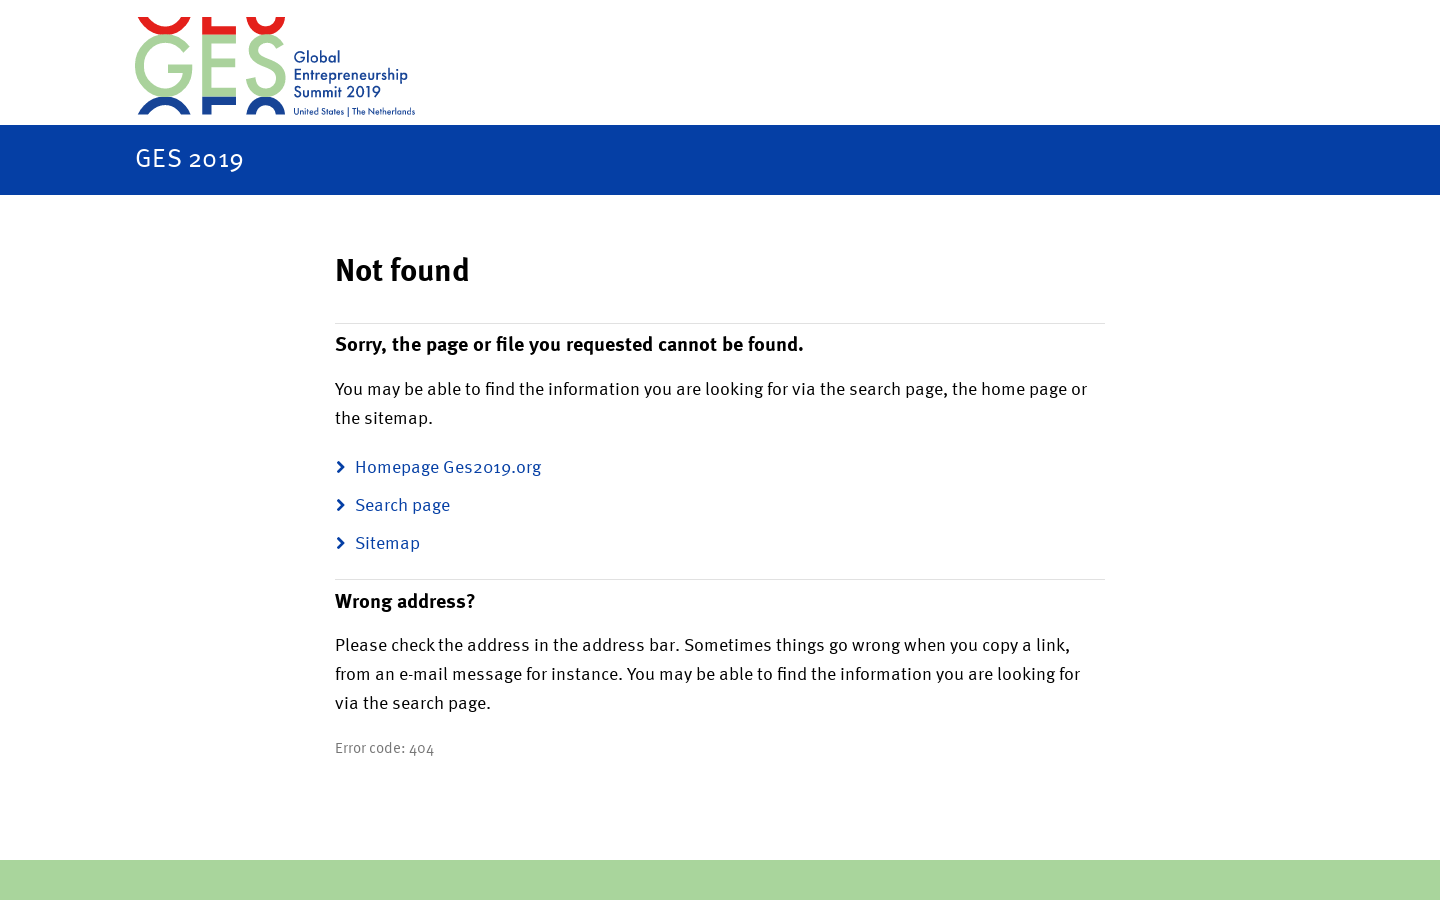 GES
Global
Entrepreneurship
Summit 2019
United States | The Netherlands
GES 2019
Not found
Sorry, the page or file you requested cannot be found.
You may be able to find the information you are looking for via the search page, the home page or
the sitemap.
Homepage Ges2019.org
Search page
Sitemap
Wrong address?
Please check the address in the address bar. Sometimes things go wrong when you copy a link,
from an e-mail message for instance. You may be able to find the information you are looking for
via the search page.
Error code: 404